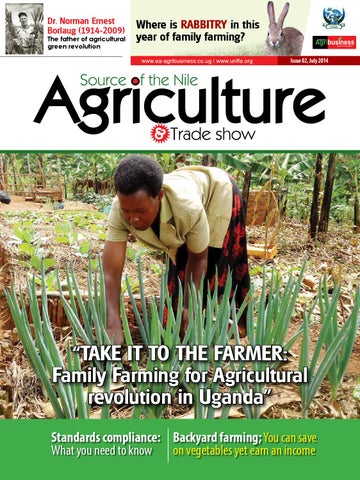 Dr. Norman Ernest
Borlaug (1914-2009)
The father of agricultural
green revolution
Where is RABBITRY in this
year of family farming?
agribusiness
www.ea-agribusiness.co.ug I www.unffe.org
Issue 02, July 2014
Source of the Nile
Agriculture
& Trade show
“TAKE IT TO THE FARMER:
Family Farming for Agricultural
revolution in Uganda”
Standards compliance:
What you need to know
Backyard farming; You can save
on vegetables yet earn an income